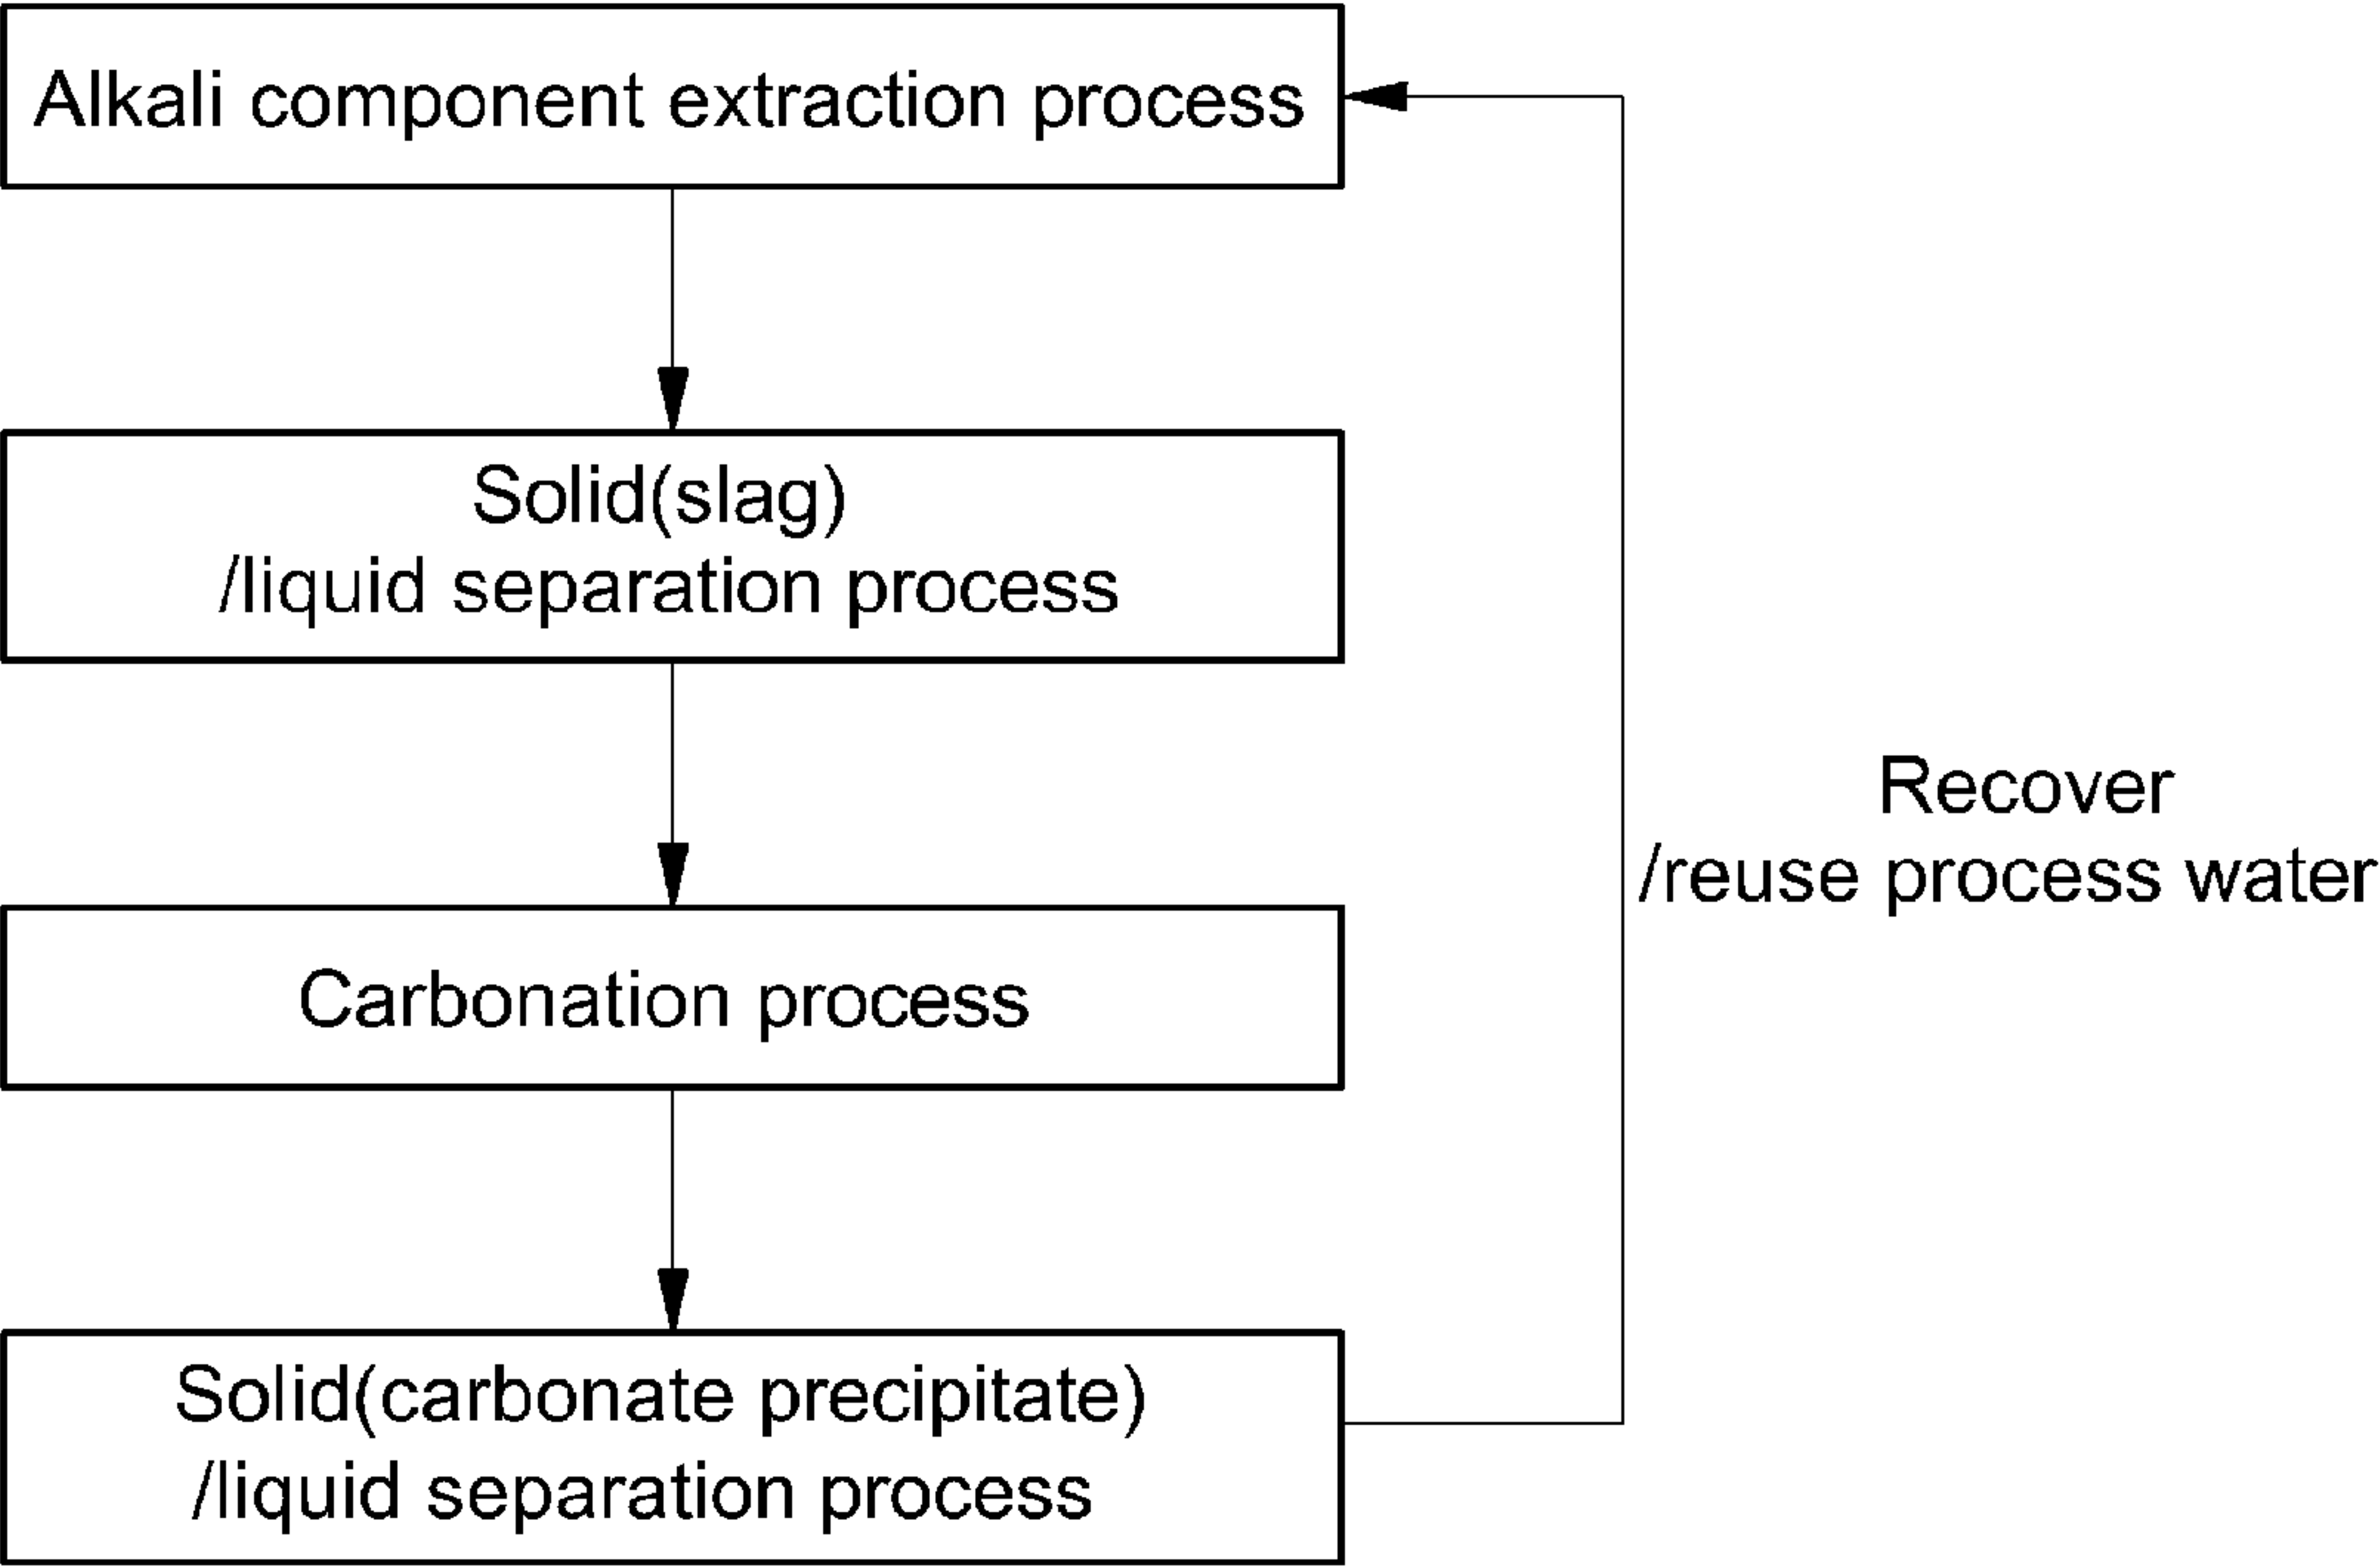 Alkali component extraction process
Solid(slag)
/liquid separation process
Recover
/reuse process water
Carbonation process
Solid(carbonate precipitate)
/liquid separation process